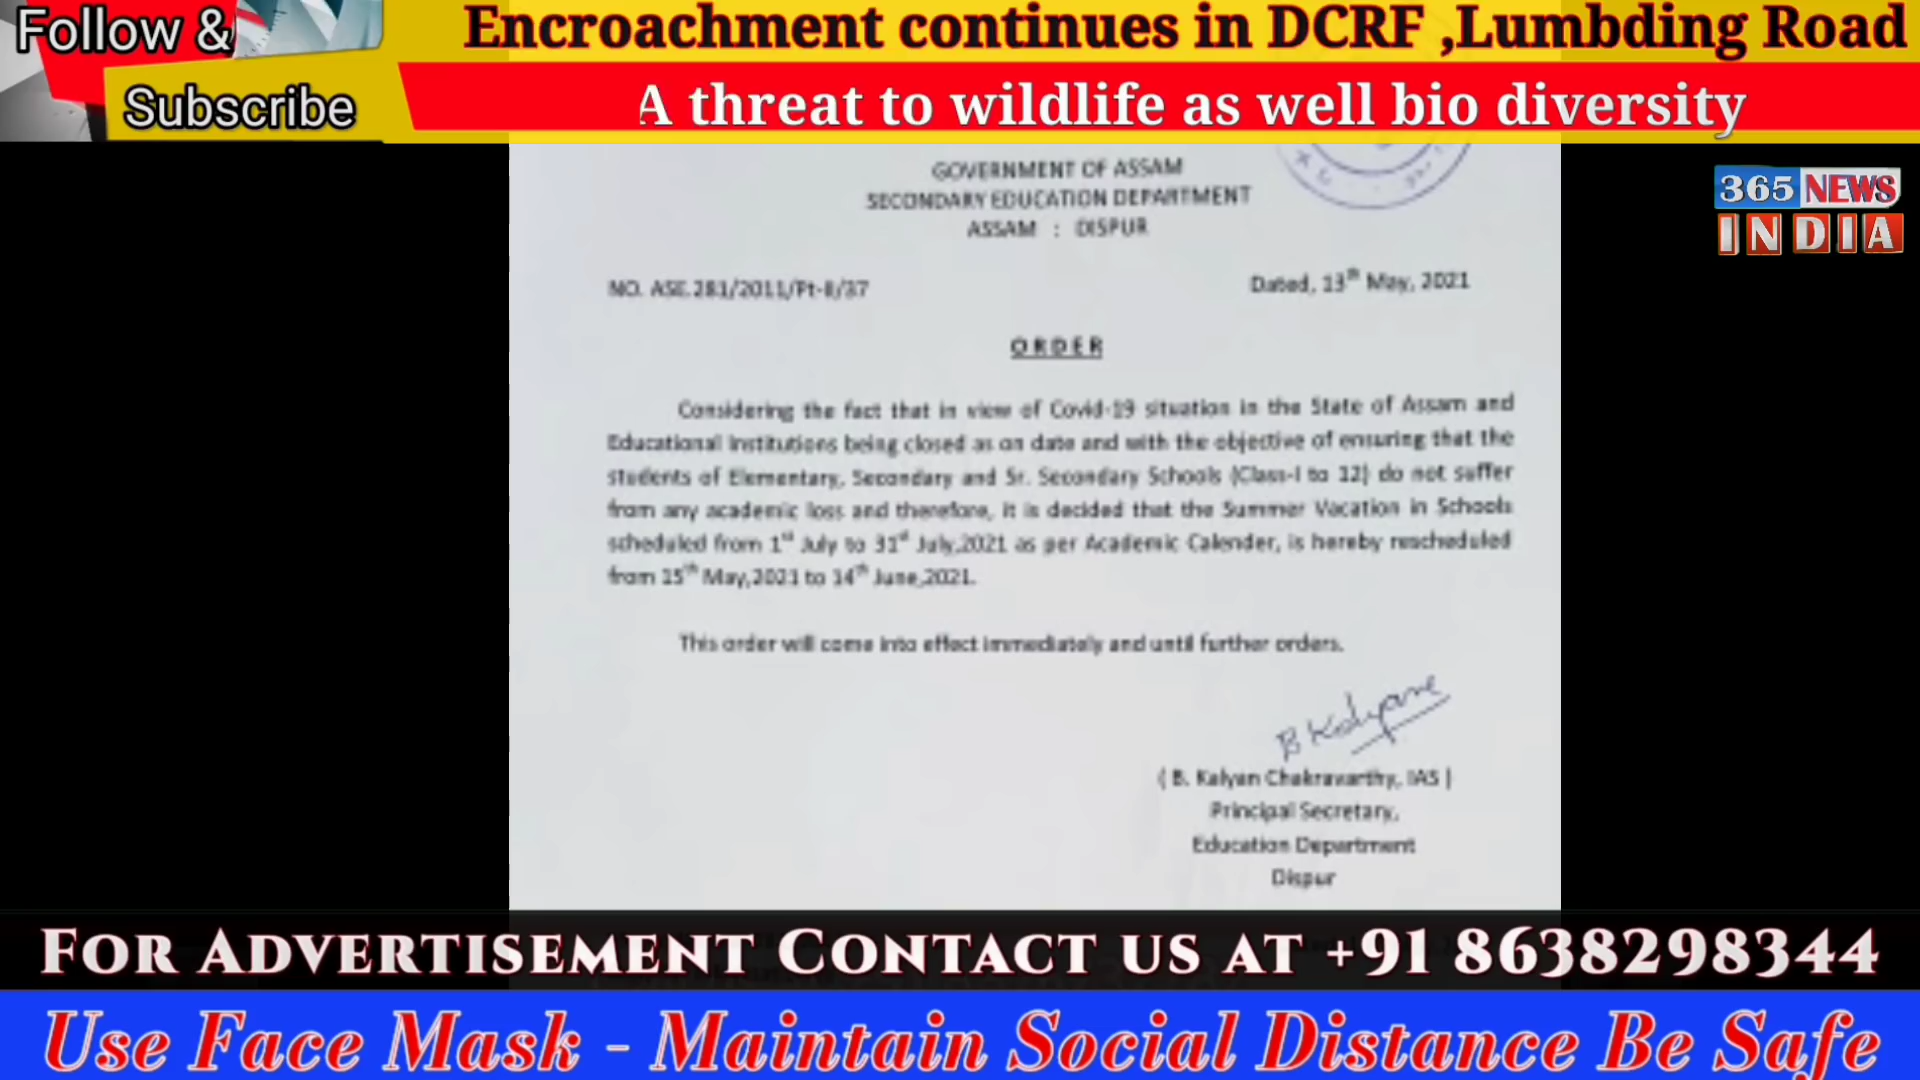 Follow &
Subscribe
Encroachment continues in DCRF ,Lumbding Road
A threat to wildlife as well bio diversity
365 NEWS
INDIA
GOVERNMENT OF ASSAM
SECONDARY EDUCATION DEPARTMENT
ASSAM : DISPUR
NO. ASE.281/2011/Pt-II/37
Dated, 13th May, 2021
ORDER
Considering the fact that in view of Covid-19 situation in the State of Assam and
Educational Institutions being closed as on date and with the objective of ensuring that the
students of Elementary, Secondary and Sr. Secondary Schools (Class-I to 12) do not suffer
from any academic loss and therefore, it is decided that the Summer Vacation in Schools
scheduled from 1st July to 31st July,2021 as per Academic Calender, is hereby rescheduled
from 15th May,2021 to 14th June,2021.
This order will come into effect immediately and until further orders.
B Kalyan
( B. Kalyan Chakravarthy, IAS )
Principal Secretary,
Education Department
Dispur
FOR ADVERTISEMENT CONTACT US AT +91 8638298344
Use Face Mask - Maintain Social Distance Be Safe